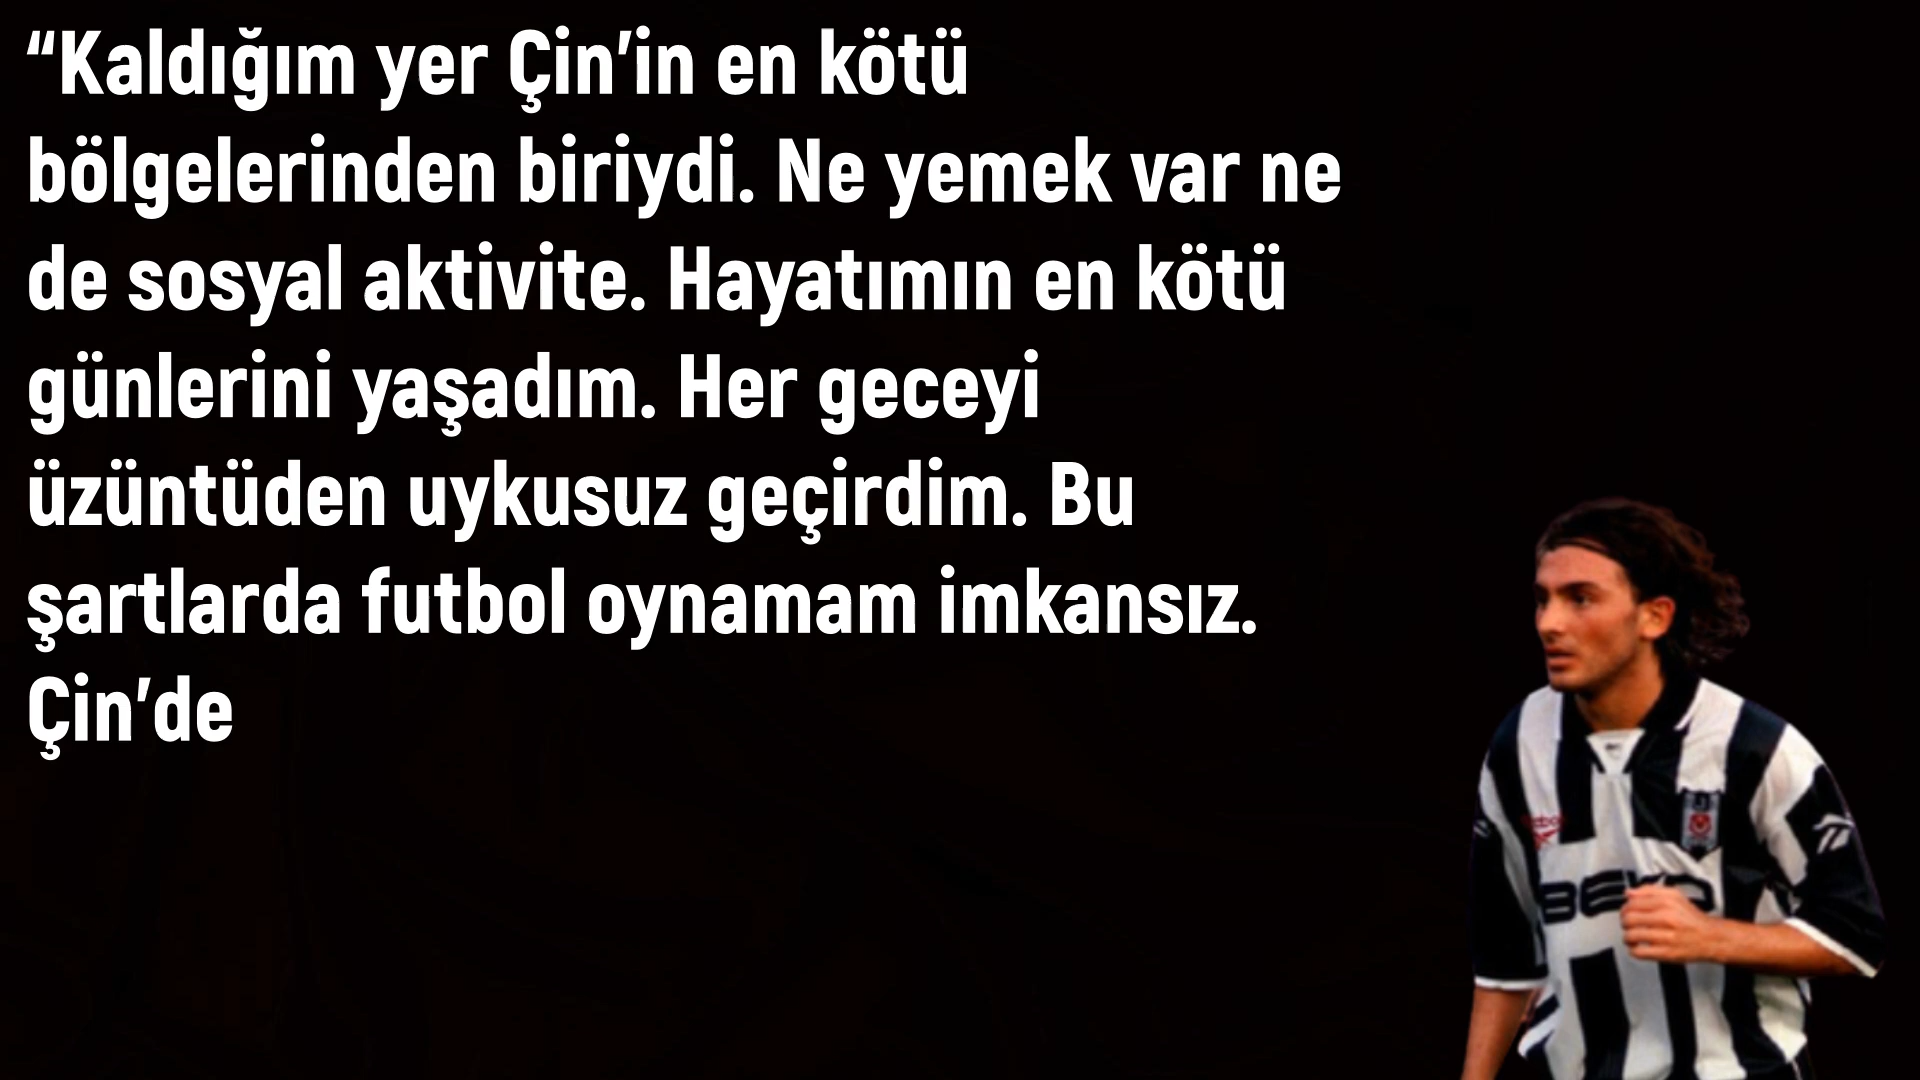 “Kaldığım yer Çin’in en kötü
bölgelerinden biriydi. Ne yemek var ne
de sosyal aktivite. Hayatımın en kötü
günlerini yaşadım. Her geceyi
üzüntüden uykusuz geçirdim. Bu
şartlarda futbol oynamam imkansız.
Çin’de